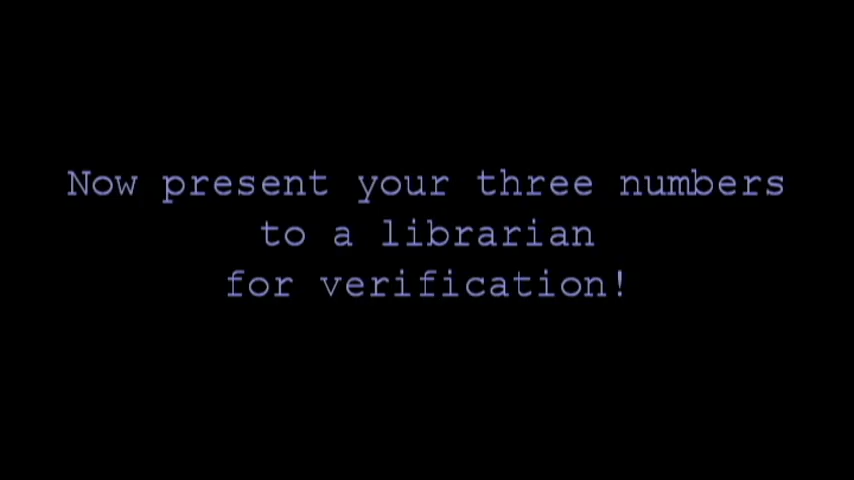 Now present your three numbers
to a librarian
for verification!